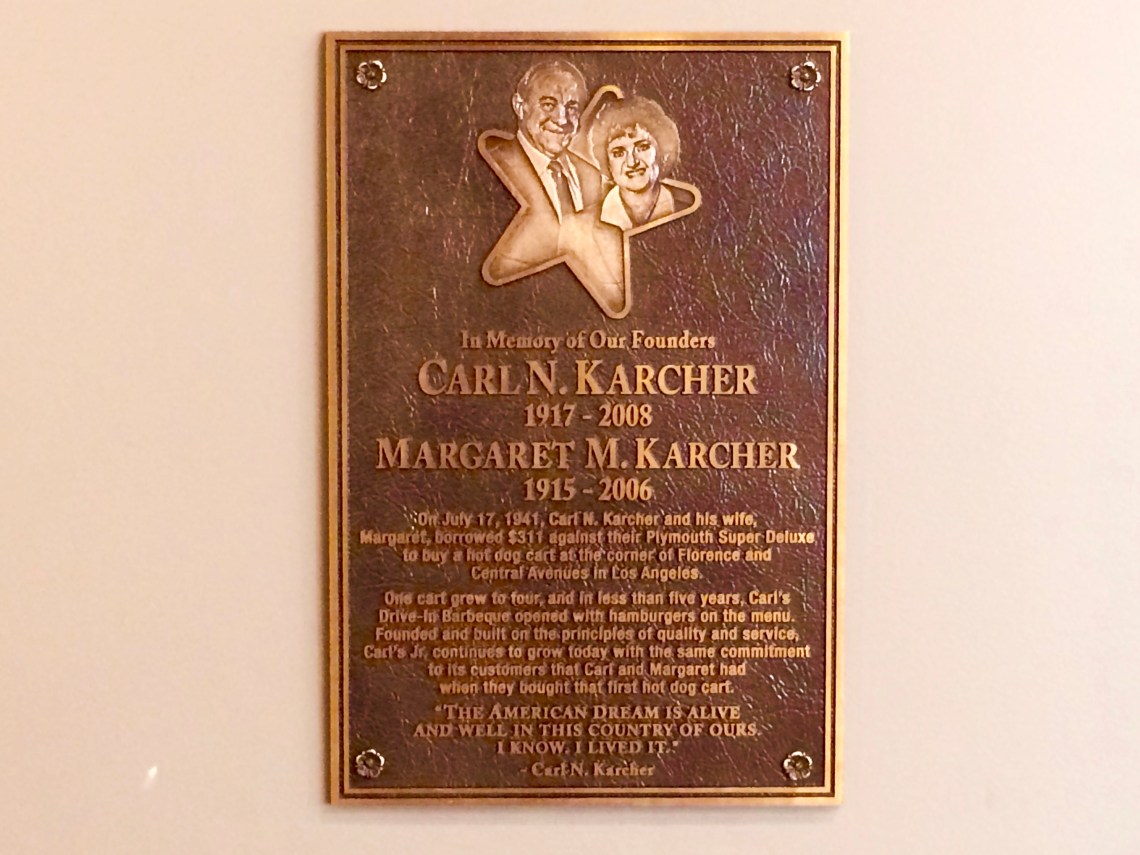 In Memory of Our Founders
CARL N. KARCHER
1917 - 2008
MARGARET M. KARCHER
1915 - 2006
On July 17, 1941, Carl N. Karcher and his wife,
Margaret, borrowed $311 against their Plymouth Super Deluxe
to buy a hot dog cart at the corner of Florence and
Central Avenues in Los Angeles.
One cart grew to four, and in less than five years, Carl's
Drive-In Barbeque opened with hamburgers on the menu.
Founded and built on the principles of quality and service,
Carl's Jr. continues to grow today with the same commitment
to its customers that Carl and Margaret had
when they bought that first hot dog cart.
"THE AMERICAN DREAM IS ALIVE
AND WELL IN THIS COUNTRY OF OURS.
I KNOW. I LIVED IT."
- Carl N. Karcher